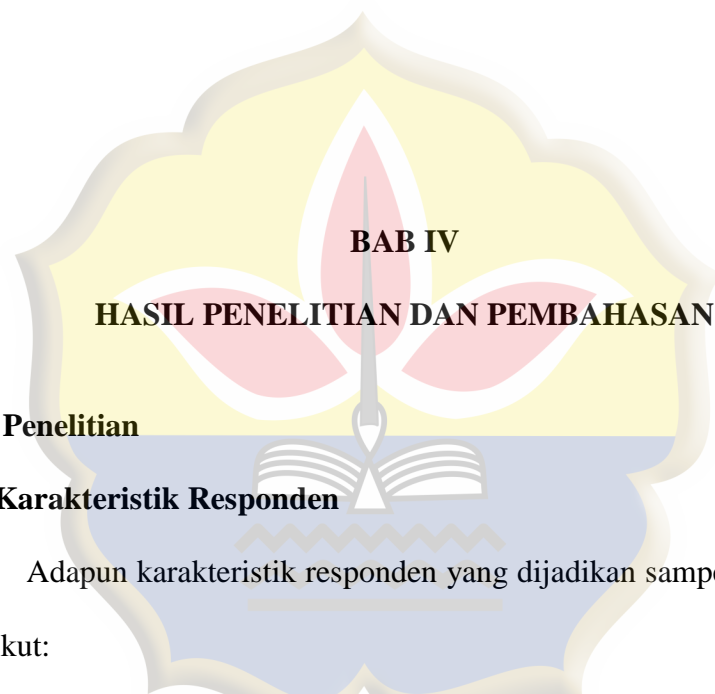 BAB IV
HASIL PENELITIAN DAN PEMBAHASAN
Penelitian
Karakteristik Responden
Adapun karakteristik responden yang dijadikan samp
kut: